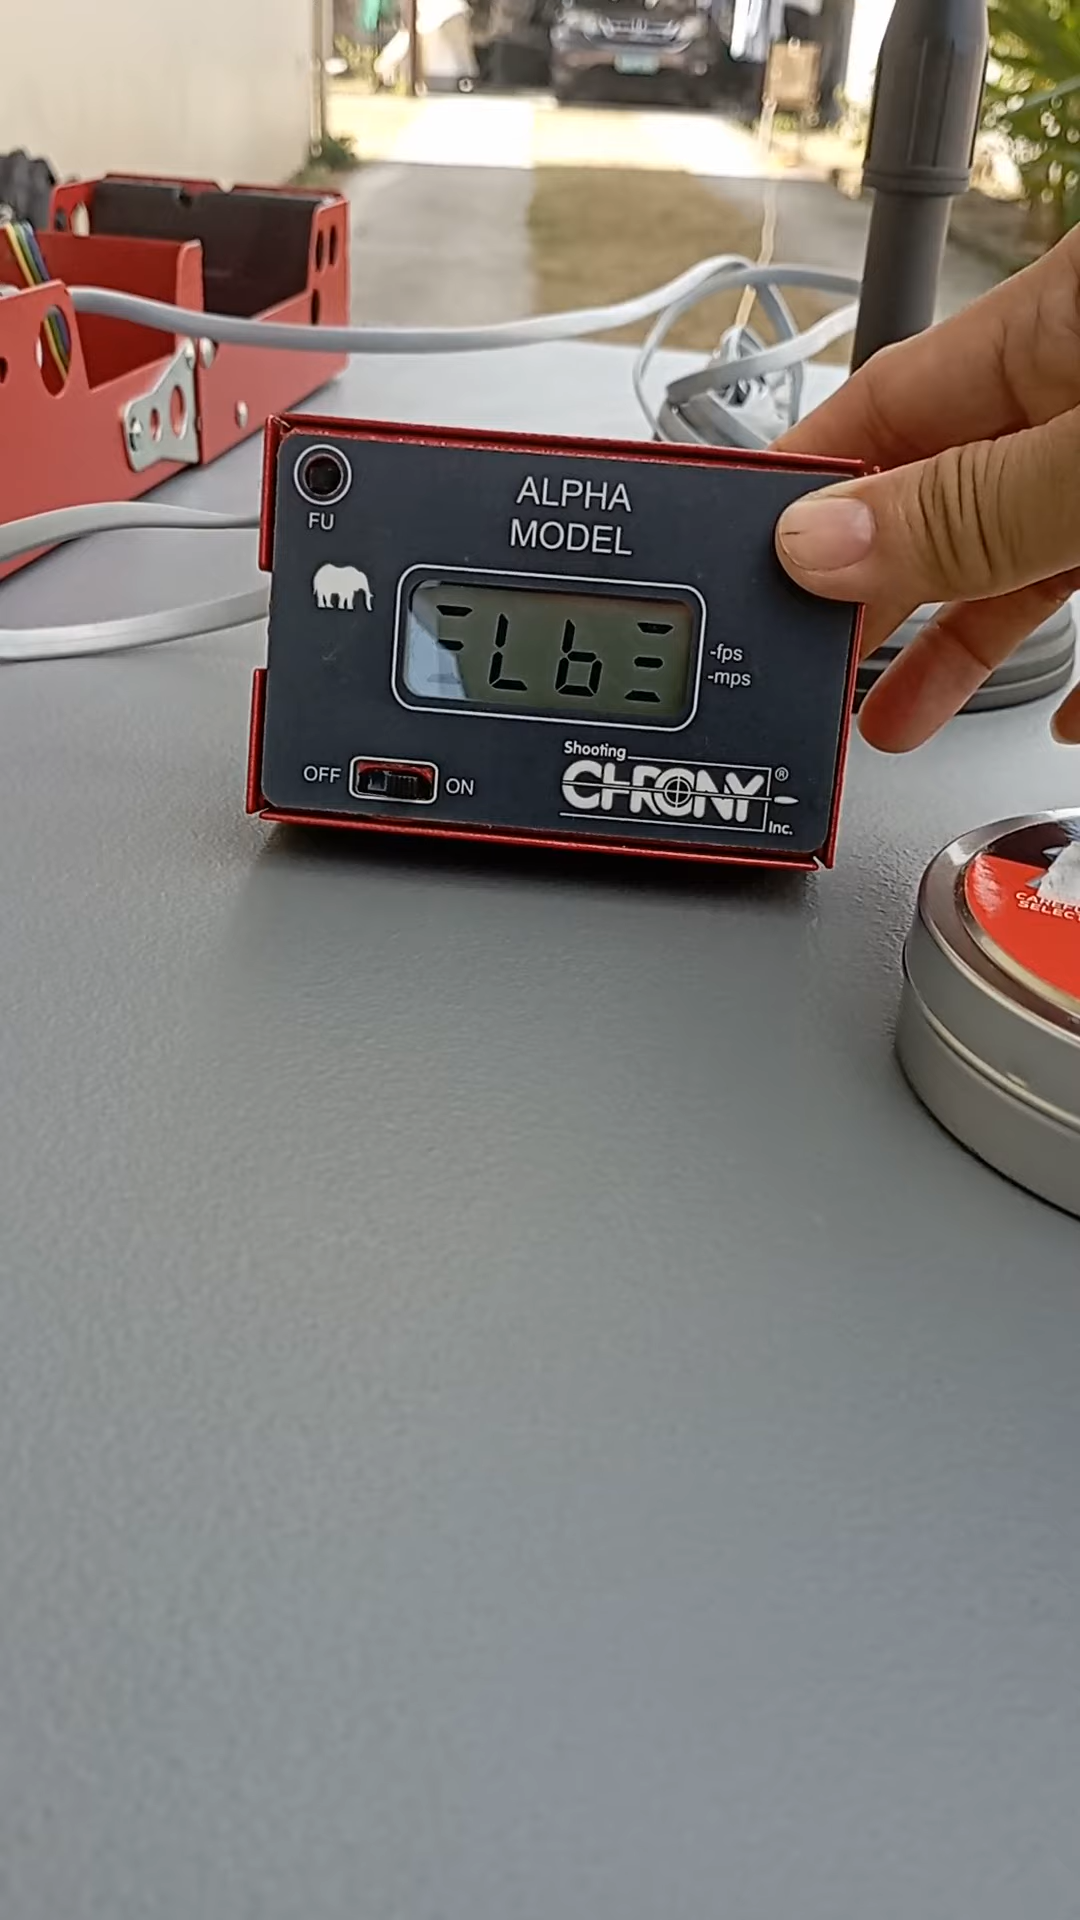 FU
ALPHA
MODEL
Lb
-fps
-mps
OFF
ON
Shooting
CHRONY®
Inc.